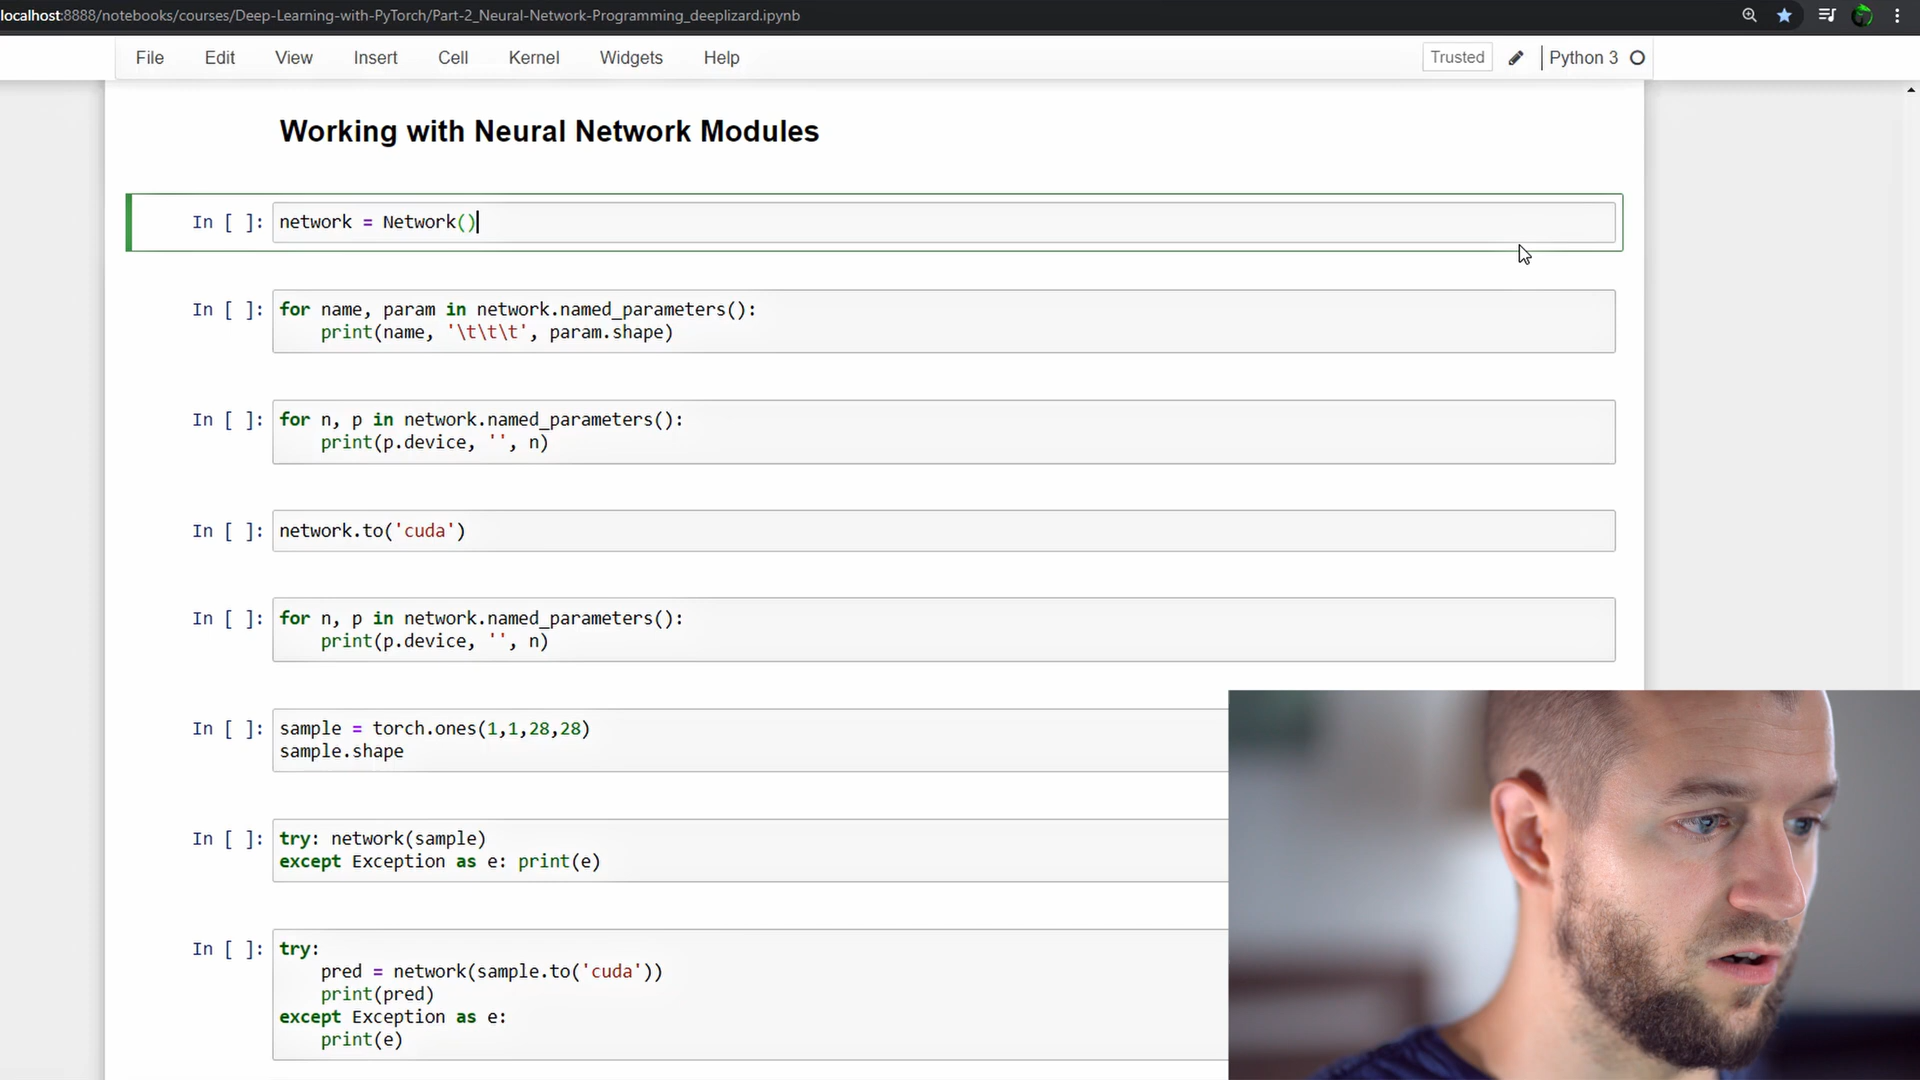 localhost:8888/notebooks/courses/Deep-Learning-with-PyTorch/Part-2_Neural-Network-Programming_deeplizard.ipynb
File Edit View Insert Cell Kernel Widgets Help Trusted Python 3
Working with Neural Network Modules
In [ ]: network = Network()
In [ ]: for name, param in network.named_parameters():
print(name, '\t\t\t', param.shape)
In [ ]: for n, p in network.named_parameters():
print(p.device, '', n)
In [ ]: network.to('cuda')
In [ ]: for n, p in network.named_parameters():
print(p.device, '', n)
In [ ]: sample = torch.ones(1,1,28,28)
sample.shape
In [ ]: try: network(sample)
except Exception as e: print(e)
In [ ]: try:
pred = network(sample.to('cuda'))
print(pred)
except Exception as e:
print(e)